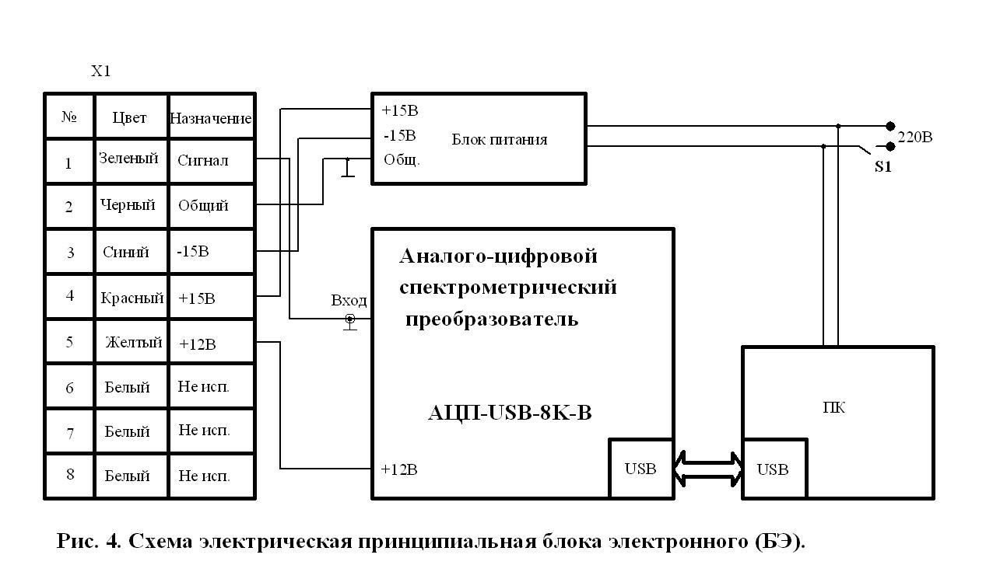 X1
№ Цвет Назначение
1 Зеленый Сигнал
2 Черный Общий
3 Синий -15В
4 Красный +15В
5 Желтый +12В
6 Белый Не исп.
7 Белый Не исп.
8 Белый Не исп.
+15В
-15В
Общ.
Блок питания
220В
S1
Вход
Аналого-цифровой
спектрометрический
преобразователь
АЦП-USB-8К-В
+12В
USB
ПК
USB
Рис. 4. Схема электрическая принципиальная блока электронного (БЭ).